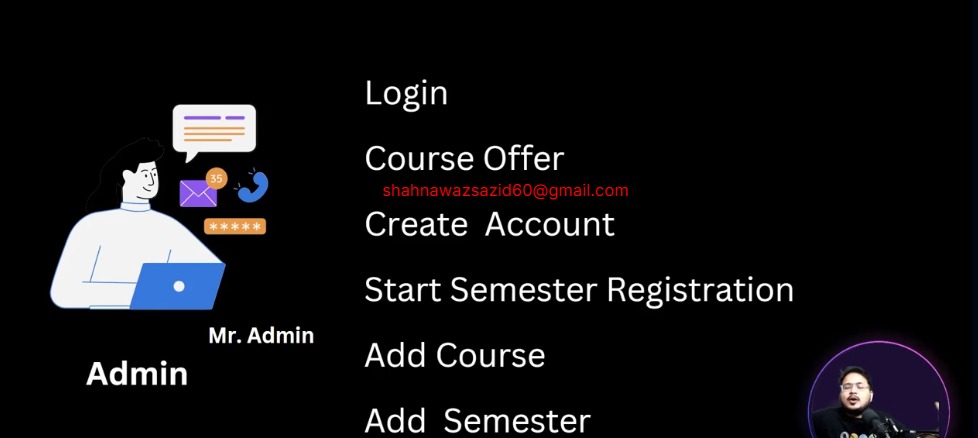 Login
35
Course Offer
shahnawazsazid60@gmail.com
*****
Create Account
Start Semester Registration
Mr. Admin
Add Course
Admin
Add Semester